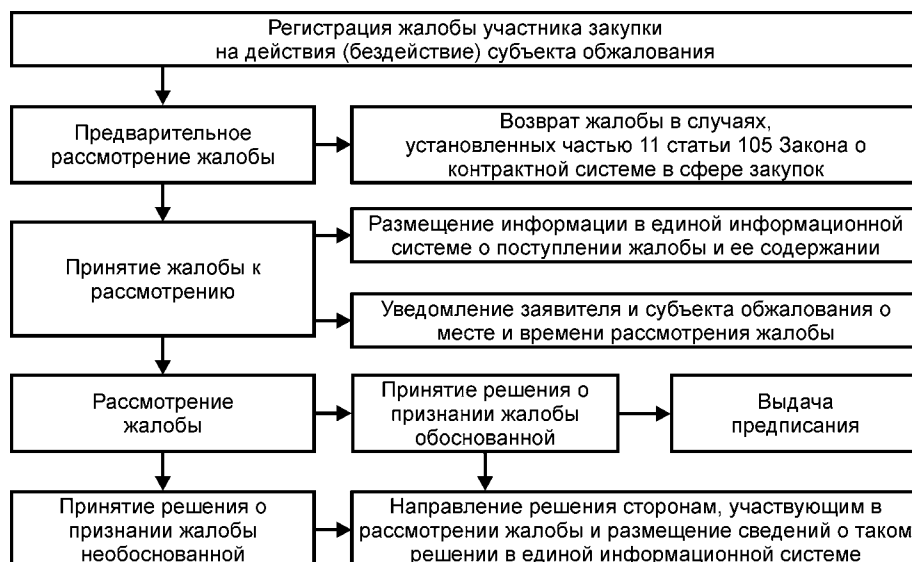 Регистрация жалобы участника закупки
на действия (бездействие) субъекта обжалования
Предварительное
рассмотрение жалобы
Возврат жалобы в случаях,
установленных частью 11 статьи 105 Закона о
контрактной системе в сфере закупок
Принятие жалобы к
рассмотрению
Размещение информации в единой информационной
системе о поступлении жалобы и ее содержании
Уведомление заявителя и субъекта обжалования о
месте и времени рассмотрения жалобы
Рассмотрение
жалобы
Принятие решения о
признании жалобы
обоснованной
Выдача
предписания
Принятие решения о
признании жалобы
необоснованной
Направление решения сторонам, участвующим в
рассмотрении жалобы и размещение сведений о таком
решении в единой информационной системе